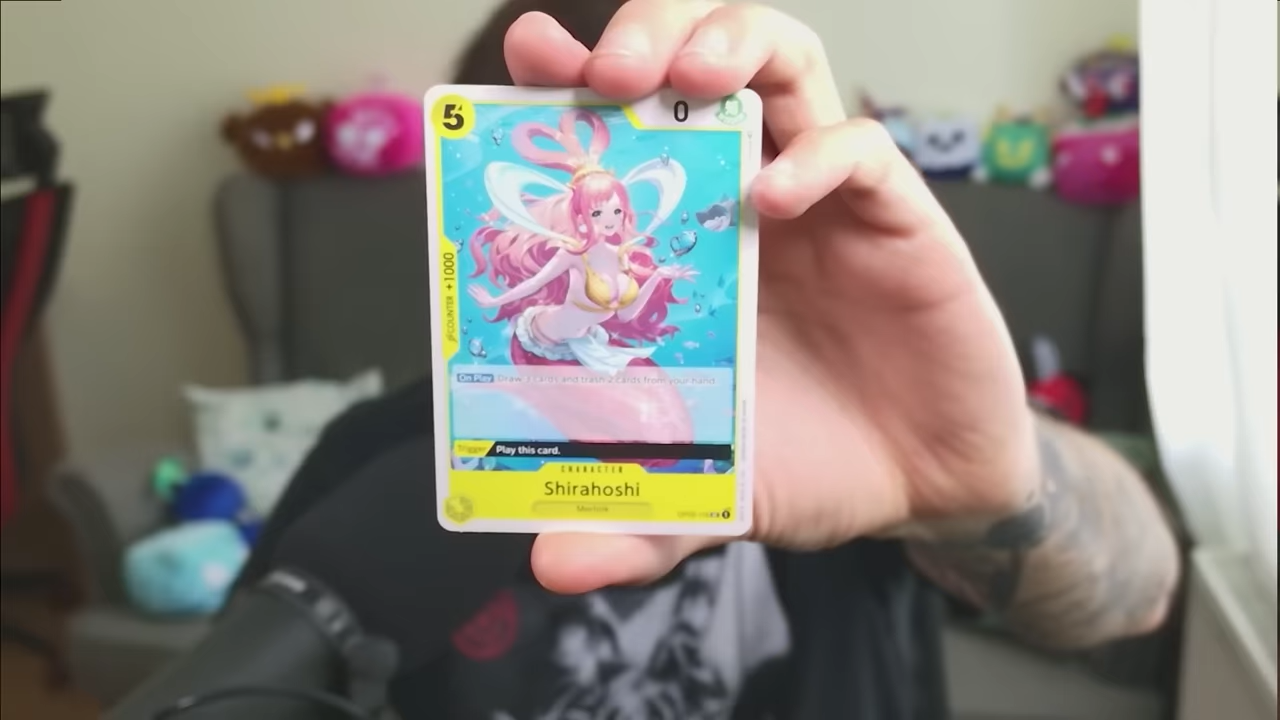 5
0
COUNTER +1000
On Play Draw 3 cards and trash 2 cards from your hand.
Trigger Play this card.
CHARACTER
Shirahoshi
Merfolk